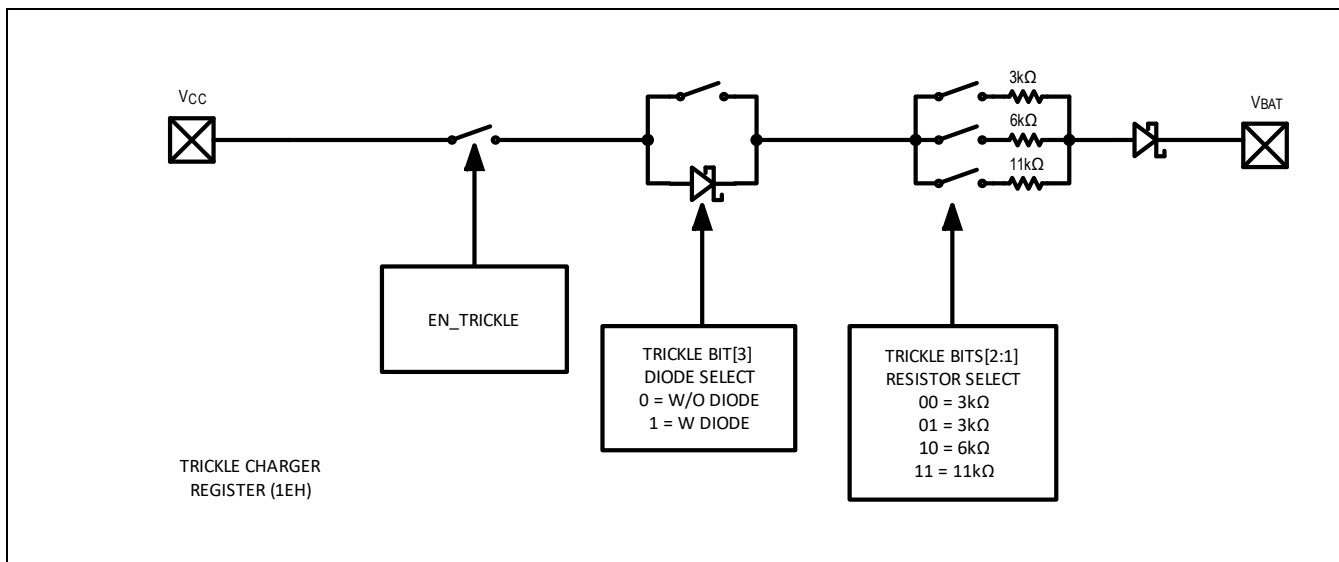 VCC
3kΩ
6kΩ
11kΩ
VBAT
EN_TRICKLE
TRICKLE BIT[3]
DIODE SELECT
0 = W/O DIODE
1 = W DIODE
TRICKLE BITS[2:1]
RESISTOR SELECT
00 = 3kΩ
01 = 3kΩ
10 = 6kΩ
11 = 11kΩ
TRICKLE CHARGER
REGISTER (1EH)